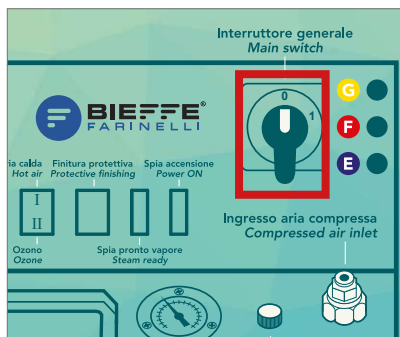 Interruttore generale
Main switch
0
1
G
F
E
BIEFFE®
FARINELLI
ria calda
Hot air
Finitura protettiva
Protective finishing
Spia accensione
Power ON
I
II
Ozono
Ozone
Spia pronto vapore
Steam ready
Ingresso aria compressa
Compressed air inlet